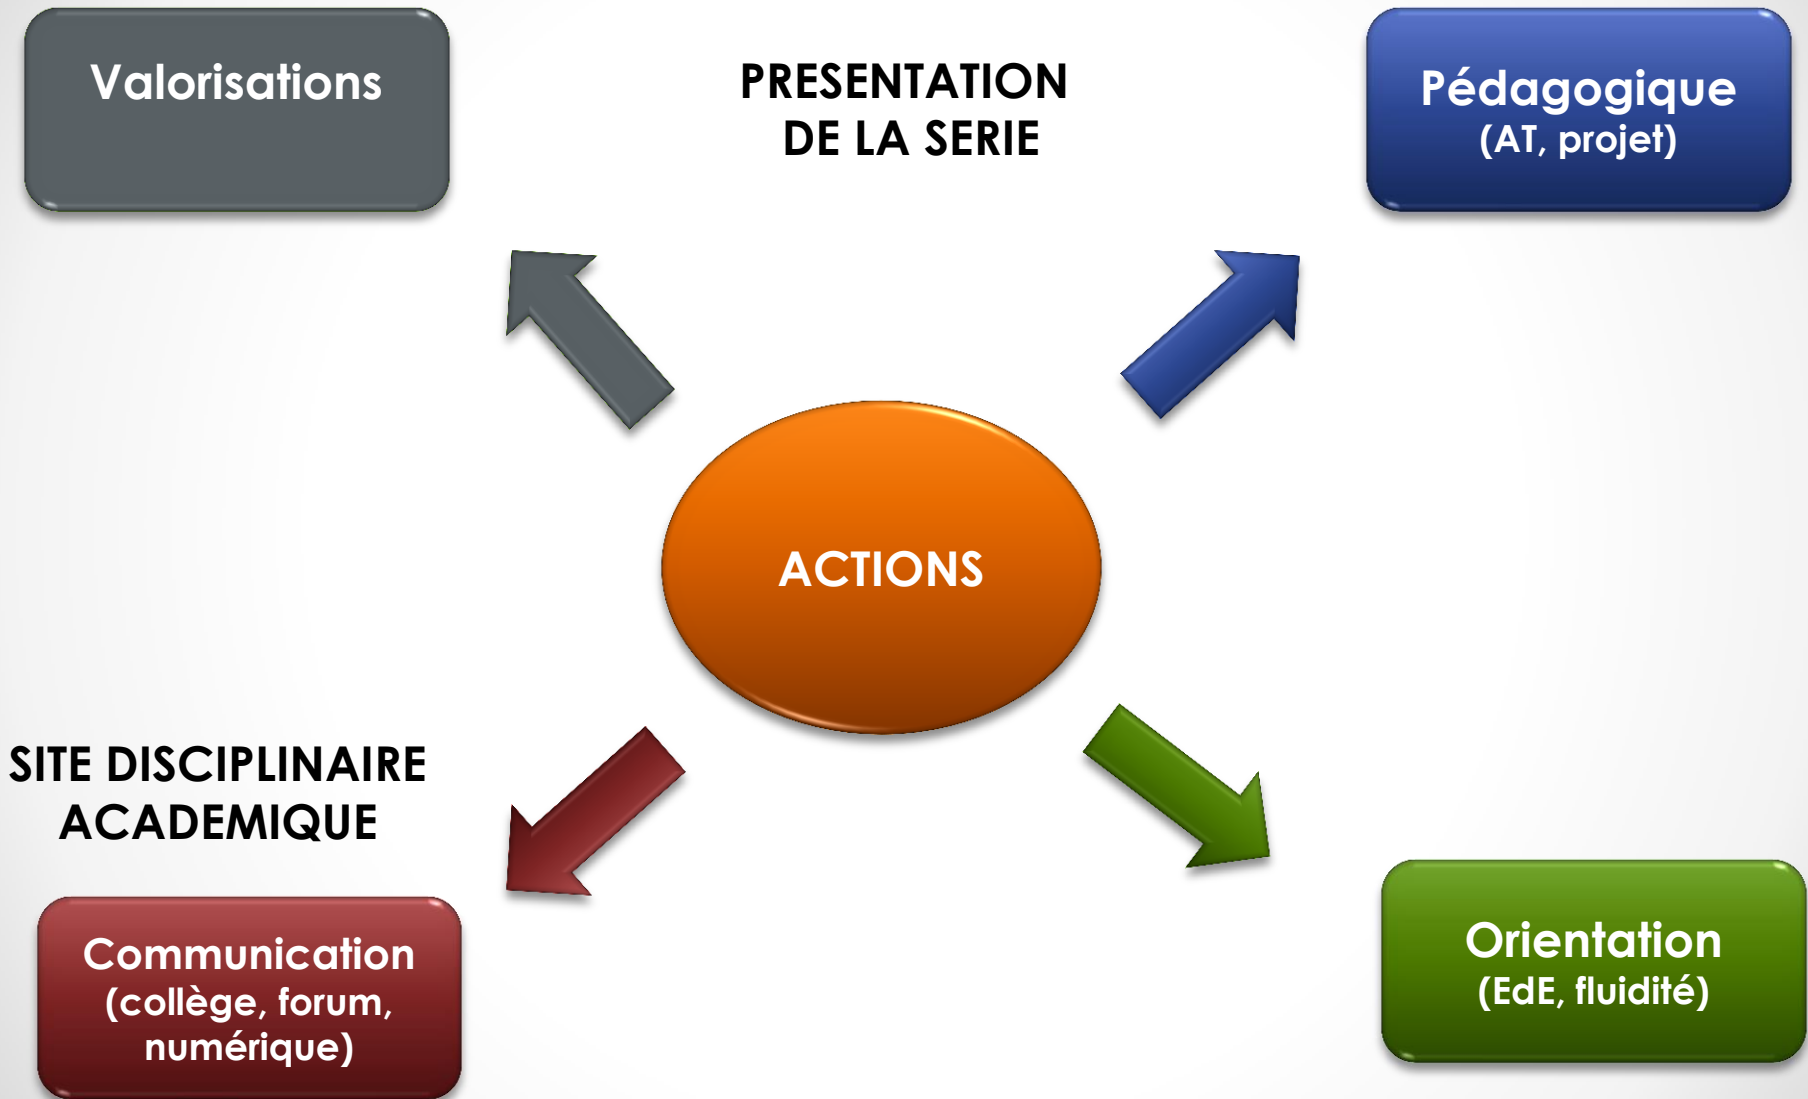 Valorisations
PRESENTATION
DE LA SERIE
Pédagogique
(AT, projet)
ACTIONS
SITE DISCIPLINAIRE
ACADEMIQUE
Communication
(collège, forum,
numérique)
Orientation
(EdE, fluidité)